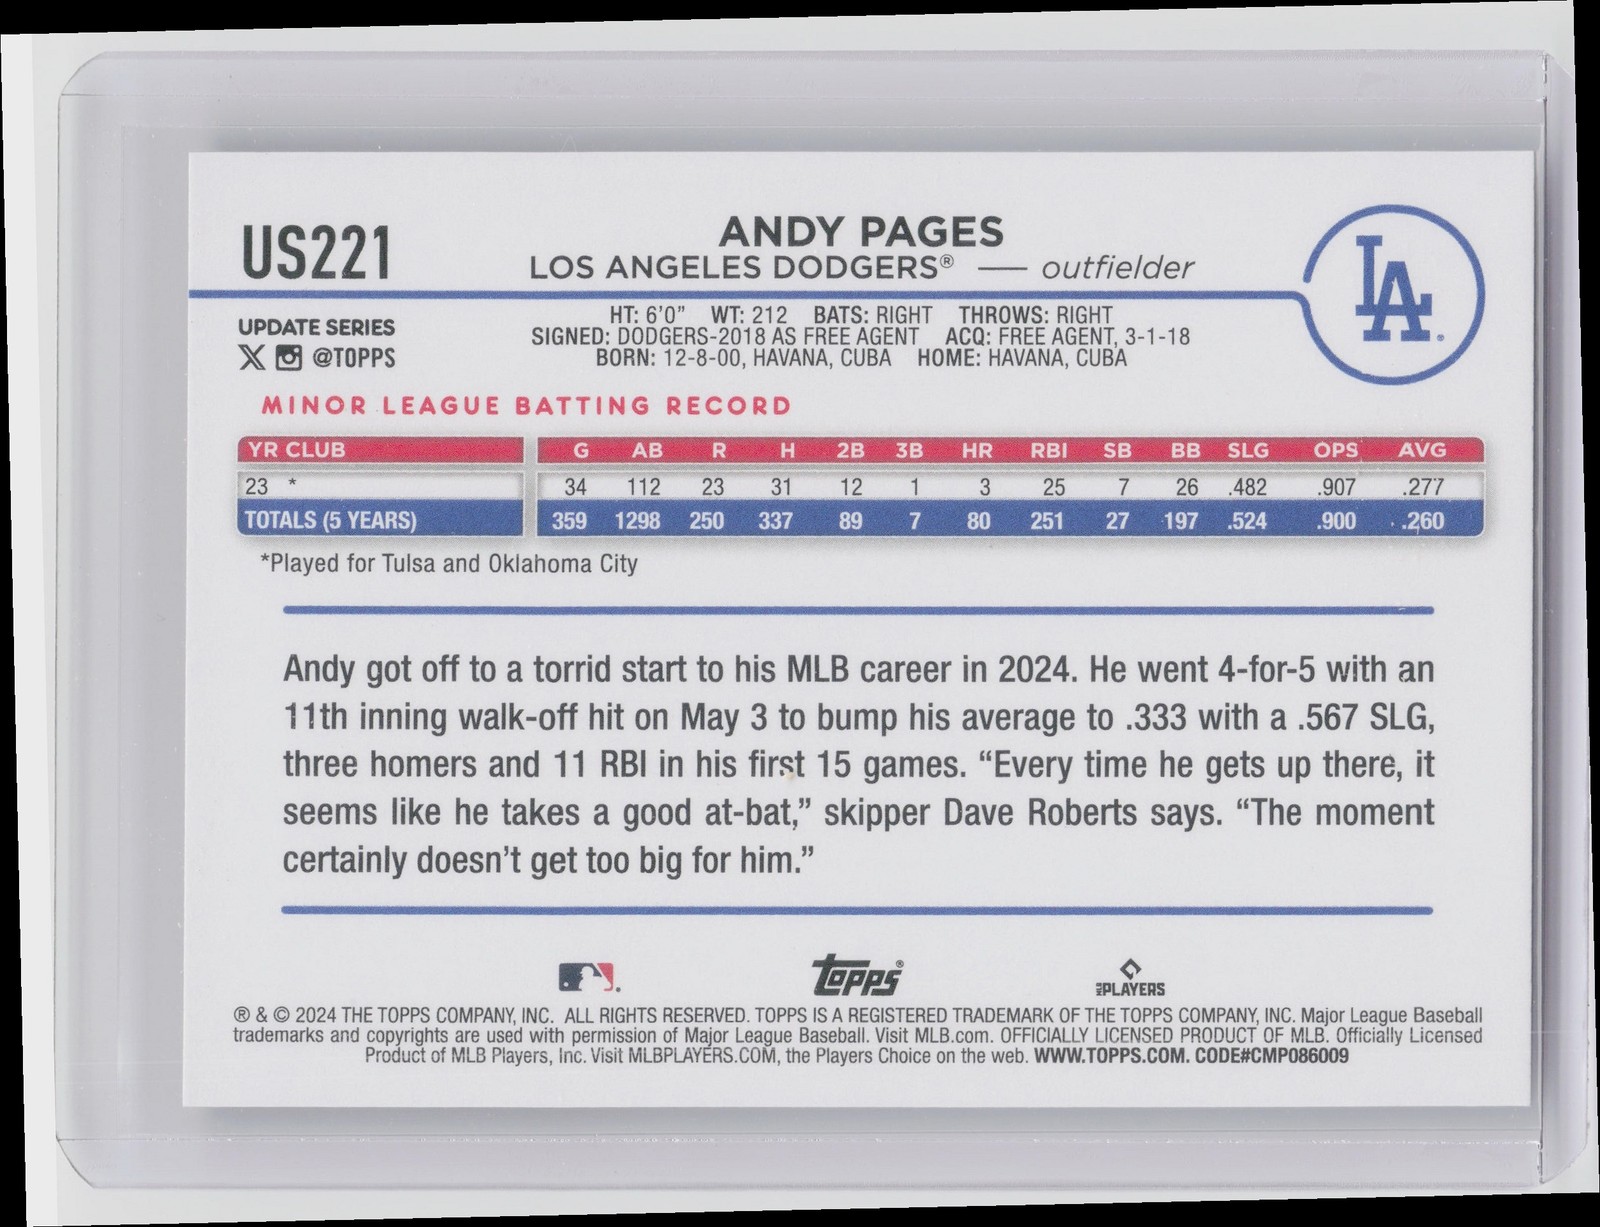 US221
ANDY PAGES
LOS ANGELES DODGERS® — outfielder
LA
UPDATE SERIES
X @TOPPS
HT: 6'0" WT: 212 BATS: RIGHT THROWS: RIGHT
SIGNED: DODGERS-2018 AS FREE AGENT ACQ: FREE AGENT, 3-1-18
BORN: 12-8-00, HAVANA, CUBA HOME: HAVANA, CUBA
MINOR LEAGUE BATTING RECORD
YR CLUB G AB R H 2B 3B HR RBI SB BB SLG OPS AVG
23 * 34 112 23 31 12 1 3 25 7 26 .482 .907 .277
TOTALS (5 YEARS) 359 1298 250 337 89 7 80 251 27 197 .524 .900 .260
*Played for Tulsa and Oklahoma City
Andy got off to a torrid start to his MLB career in 2024. He went 4-for-5 with an
11th inning walk-off hit on May 3 to bump his average to .333 with a .567 SLG,
three homers and 11 RBI in his first 15 games. “Every time he gets up there, it
seems like he takes a good at-bat,” skipper Dave Roberts says. “The moment
certainly doesn't get too big for him.”
Topps® MLB PLAYERS
® & © 2024 THE TOPPS COMPANY, INC. ALL RIGHTS RESERVED. TOPPS IS A REGISTERED TRADEMARK OF THE TOPPS COMPANY, INC. Major League Baseball
trademarks and copyrights are used with permission of Major League Baseball. Visit MLB.com. OFFICIALLY LICENSED PRODUCT OF MLB. Officially Licensed
Product of MLB Players, Inc. Visit MLBPLAYERS.COM, the Players Choice on the web. WWW.TOPPS.COM. CODE#CMP086009